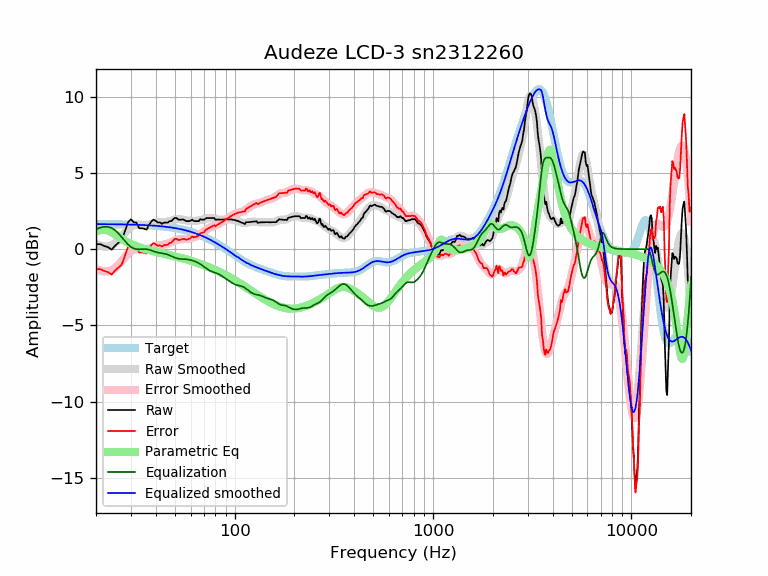 Audeze LCD-3 sn2312260
Amplitude (dBr)
10
5
0
−5
−10
−15
Target
Raw Smoothed
Error Smoothed
Raw
Error
Parametric Eq
Equalization
Equalized smoothed
100
1000
10000
Frequency (Hz)